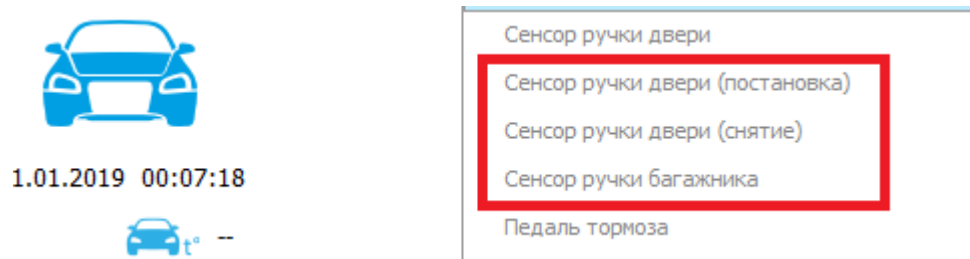 Сенсор ручки двери
Сенсор ручки двери (постановка)
Сенсор ручки двери (снятие)
Сенсор ручки багажника
Педаль тормоза
1.01.2019 00:07:18
t° --